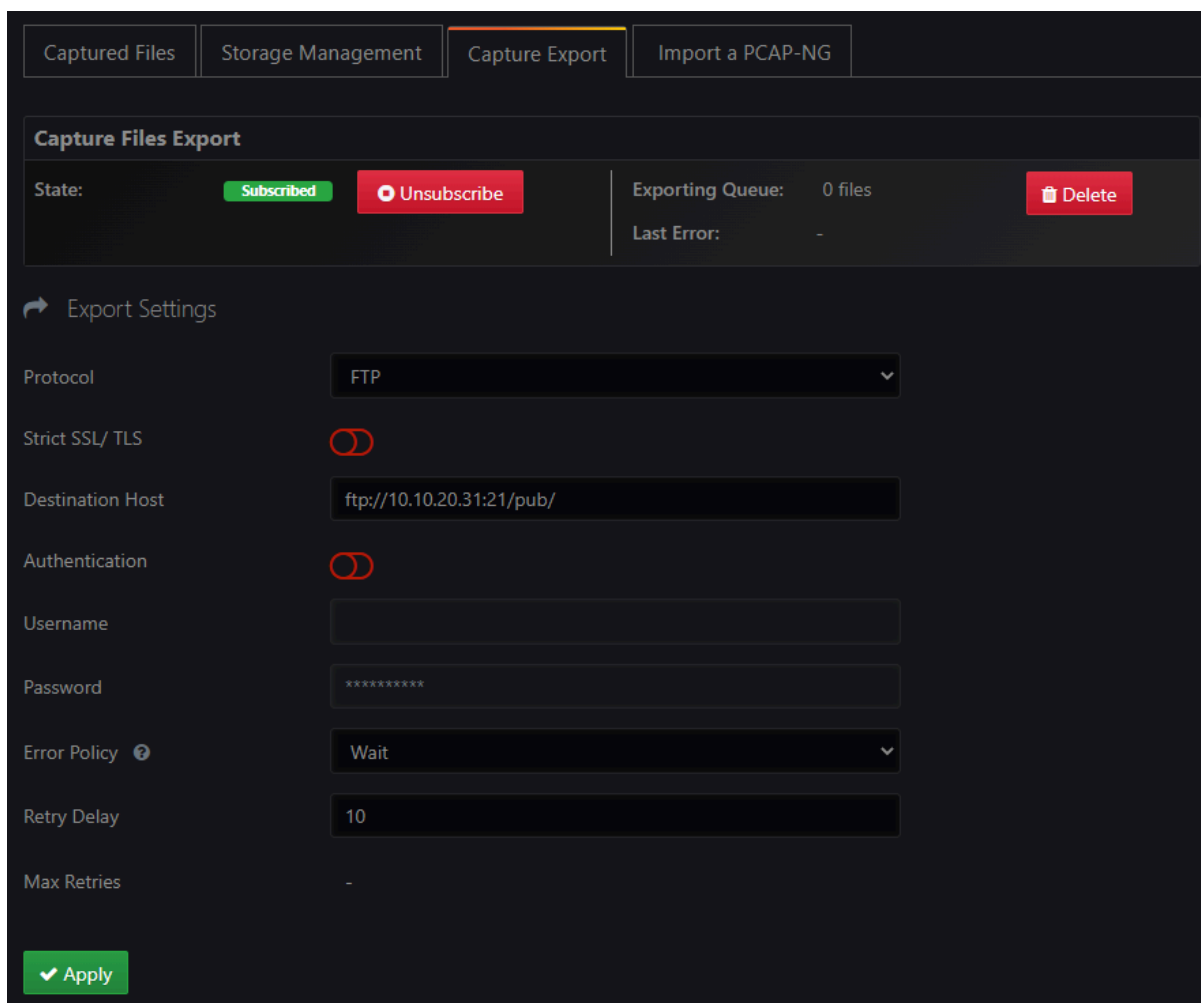 Captured Files Storage Management Capture Export Import a PCAP-NG
Capture Files Export
State: Subscribed Unsubscribe Exporting Queue: 0 files Delete
Last Error: -
Export Settings
Protocol FTP
Strict SSL/ TLS
Destination Host ftp://10.10.20.31:21/pub/
Authentication
Username
Password **********
Error Policy Wait
Retry Delay 10
Max Retries -
Apply